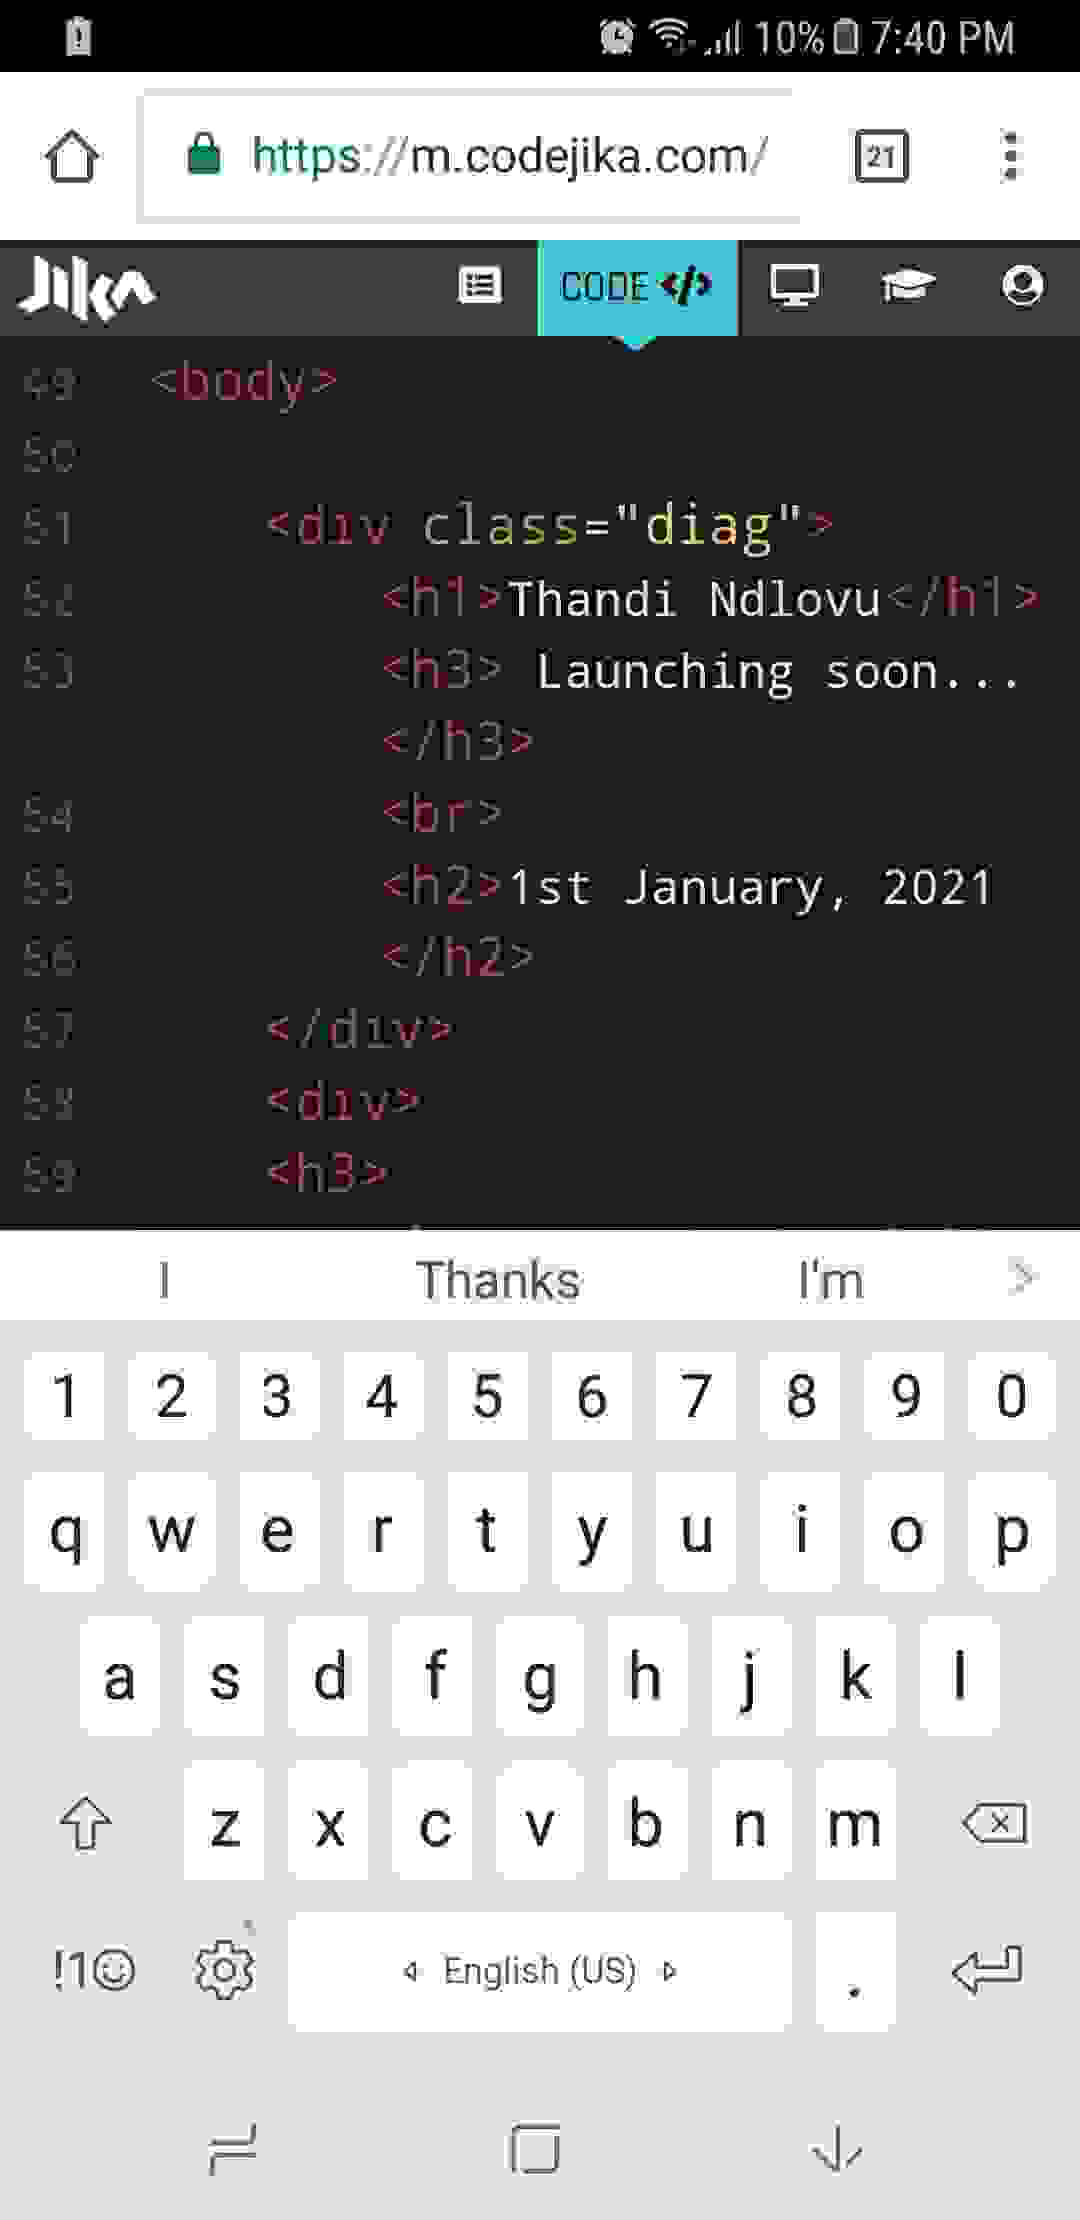 10% 7:40 PM
https://m.codejika.com/
21
JIKA CODE </>
49 <body>
50
51 <div class="diag">
52 <h1>Thandi Ndlovu</h1>
53 <h3> Launching soon...
</h3>
54 <br>
55 <h2>1st January, 2021
56 </h2>
57 </div>
58 <div>
59 <h3>
I Thanks I'm >
1 2 3 4 5 6 7 8 9 0
q w e r t y u i o p
a s d f g h j k l
z x c v b n m
!1☺ English (US) .